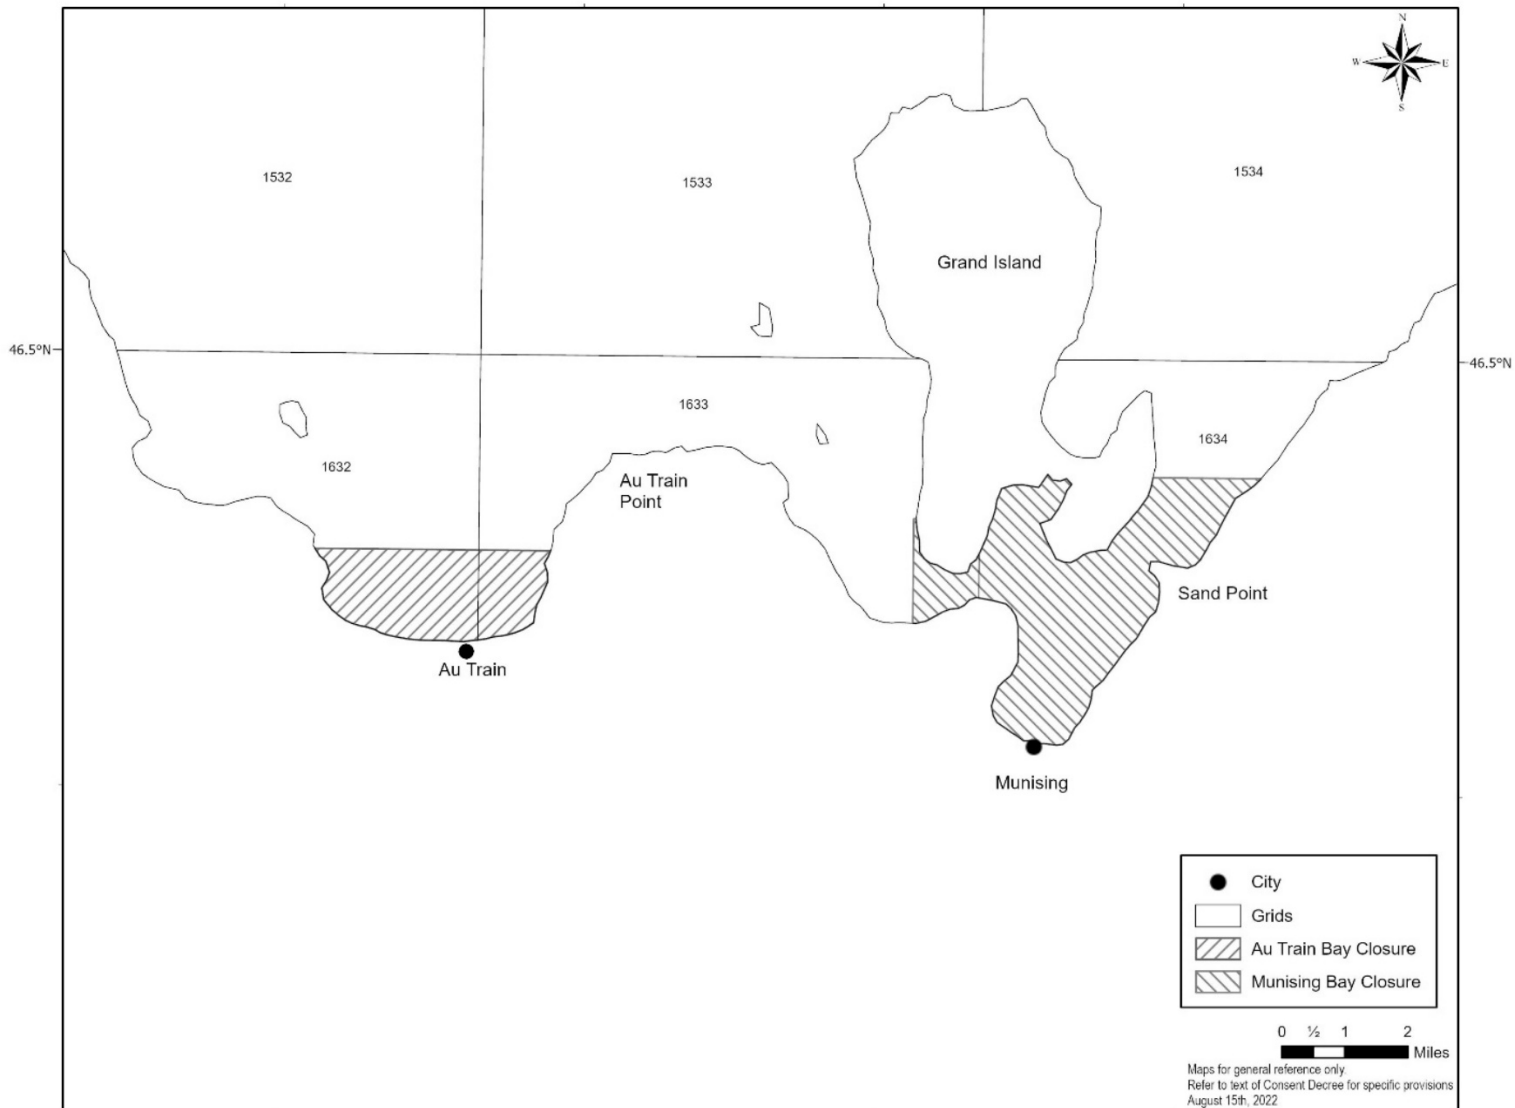 N
W E
S
1532
1533
1534
Grand Island
46.5°N
46.5°N
1633
1634
1632
Au Train
Point
Sand Point
Au Train
Munising
City
Grids
Au Train Bay Closure
Munising Bay Closure
0 ½ 1 2
Miles
Maps for general reference only.
Refer to text of Consent Decree for specific provisions
August 15th, 2022